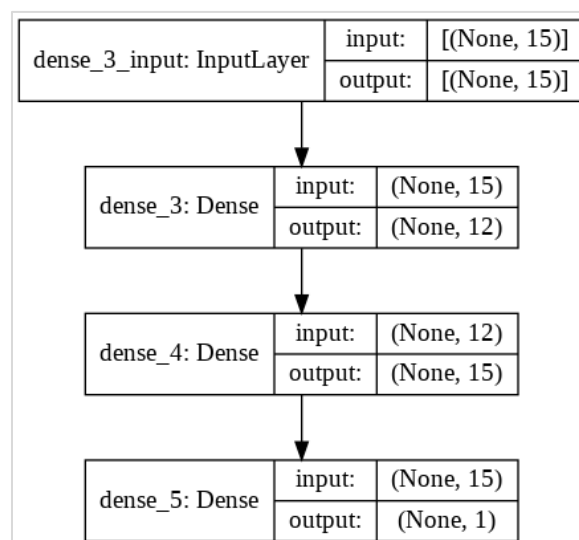 dense_3_input: InputLayer
input: [(None, 15)]
output: [(None, 15)]
dense_3: Dense
input: (None, 15)
output: (None, 12)
dense_4: Dense
input: (None, 12)
output: (None, 15)
dense_5: Dense
input: (None, 15)
output: (None, 1)